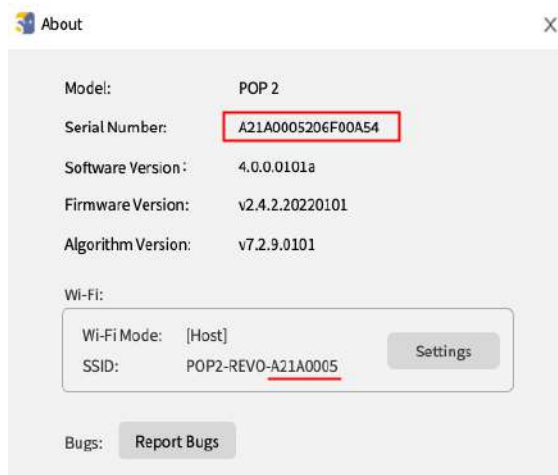 About
X
Model: POP 2
Serial Number: A21A0005206F00A54
Software Version: 4.0.0.0101a
Firmware Version: v2.4.2.20220101
Algorithm Version: v7.2.9.0101
Wi-Fi:
Wi-Fi Mode: [Host]
SSID: POP2-REVO-A21A0005
Settings
Bugs: Report Bugs